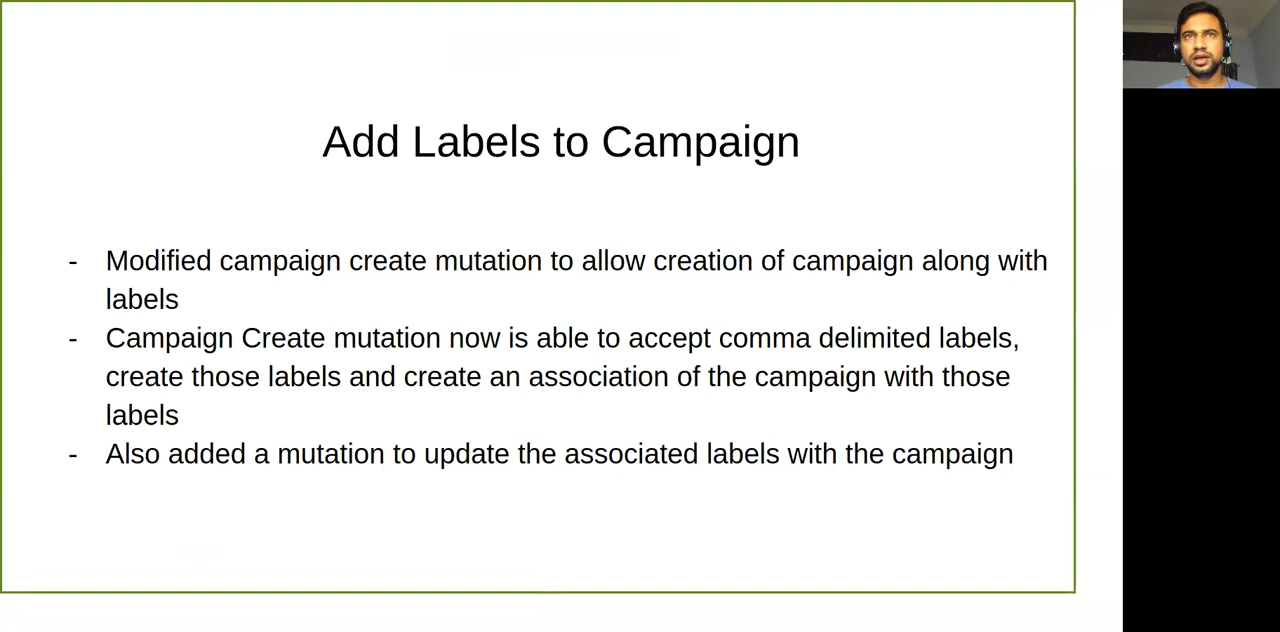 Add Labels to Campaign
- Modified campaign create mutation to allow creation of campaign along with
labels
- Campaign Create mutation now is able to accept comma delimited labels,
create those labels and create an association of the campaign with those
labels
- Also added a mutation to update the associated labels with the campaign